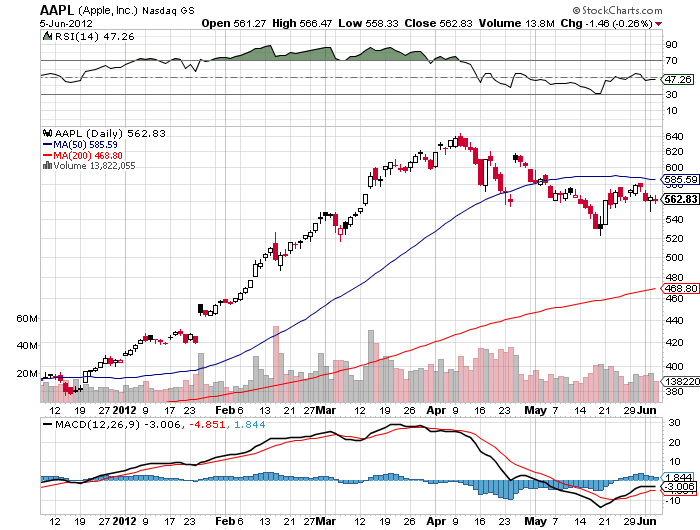 AAPL (Apple, Inc.) Nasdaq GS
© StockCharts.com
5-Jun-2012
Open 561.27 High 566.47 Low 558.33 Close 562.83 Volume 13.8M Chg -1.46 (-0.26%)
RSI(14) 47.26
90
70
47.26
30
10
AAPL (Daily) 562.83
MA(50) 585.59
MA(200) 468.80
Volume 13,822,055
640
620
600
585.59
580
562.83
540
520
500
480
468.80
460
440
420
400
380
60M
40M
20M
138220
12 19 27 2012 9 17 23 Feb 6 13 21 27 Mar 12 19 26 Apr 9 16 23 May 7 14 21 29 Jun
MACD(12,26,9) -3.006, -4.851, 1.844
30
20
10
1.844
-3.006
-10
12 19 27 2012 9 17 23 Feb 6 13 21 27 Mar 12 19 26 Apr 9 16 23 May 7 14 21 29 Jun